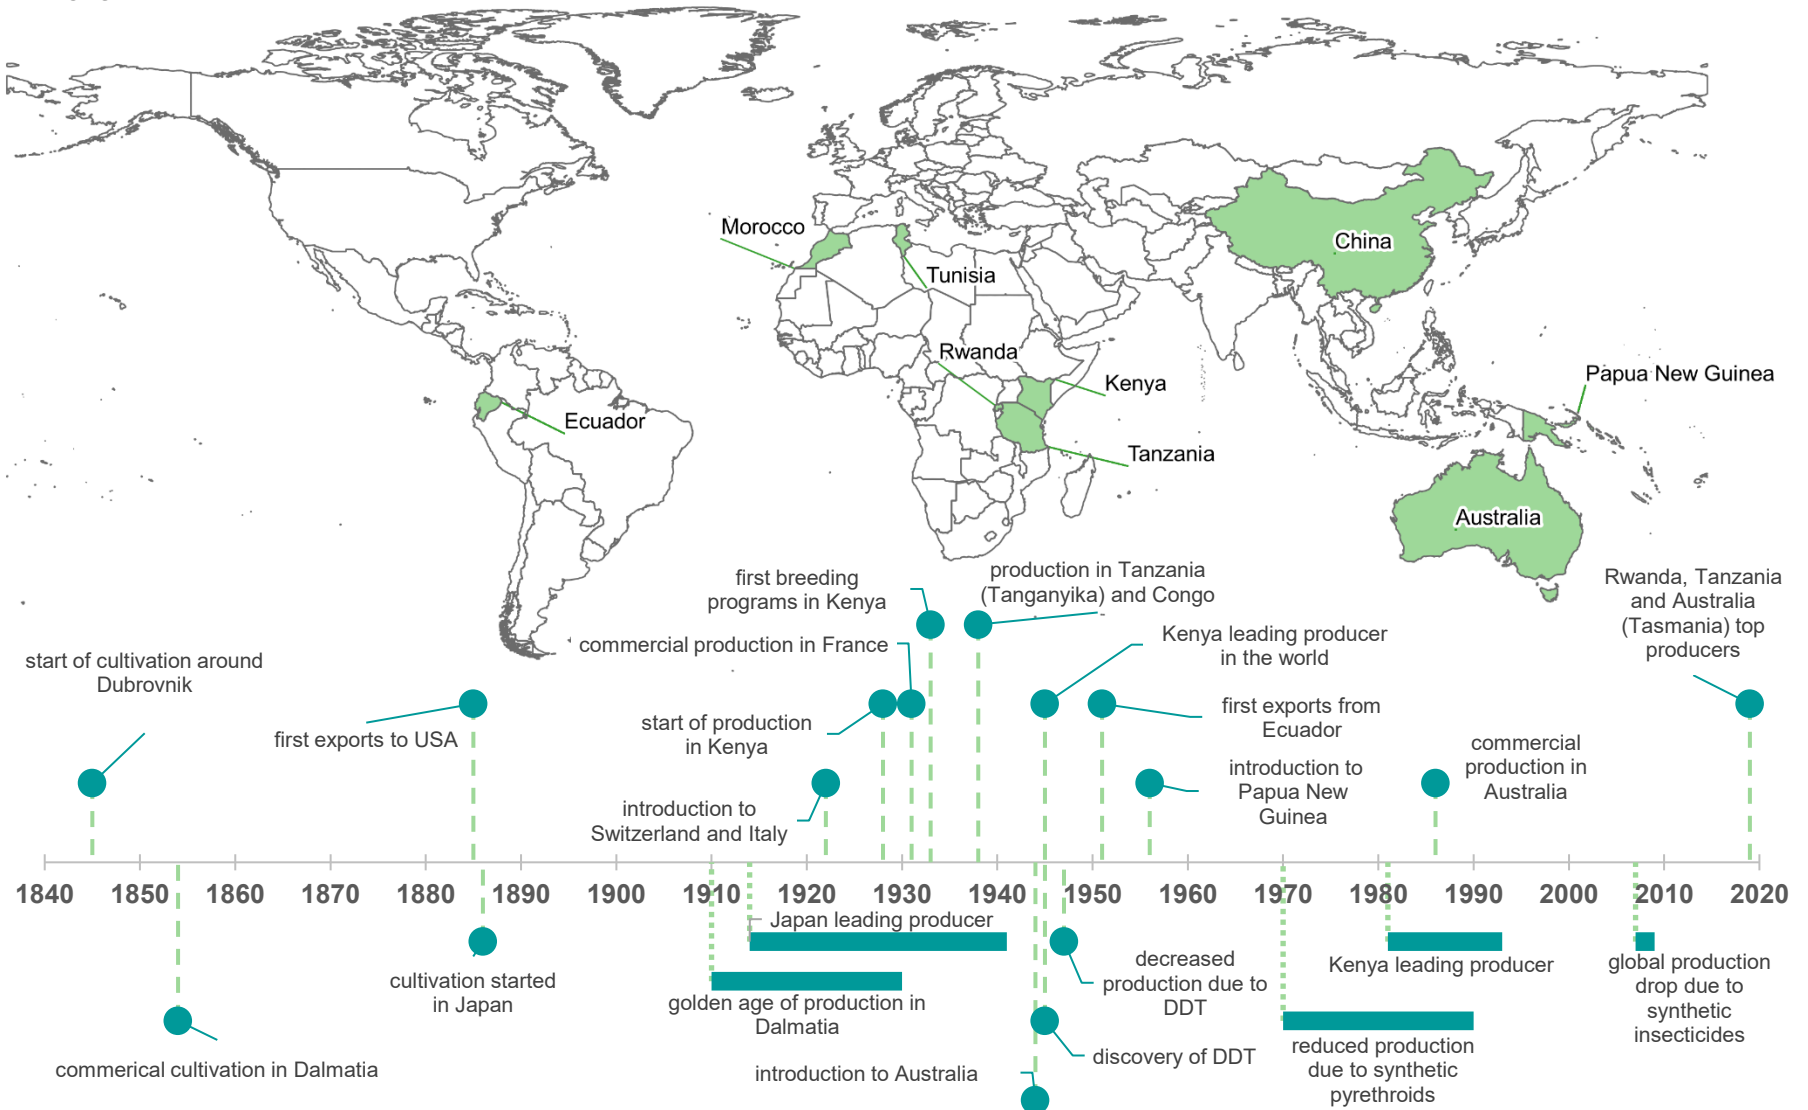 Morocco
Tunisia
China
Rwanda
Kenya
Papua New Guinea
Ecuador
Tanzania
Australia
start of cultivation around
Dubrovnik
first exports to USA
first breeding
programs in Kenya
commercial production in France
start of production
in Kenya
introduction to
Switzerland and Italy
production in Tanzania
(Tanganyika) and Congo
Kenya leading producer
in the world
first exports from
Ecuador
introduction to
Papua New
Guinea
commercial
production in
Australia
Rwanda, Tanzania
and Australia
(Tasmania) top
producers
1840
1850
1860
1870
1880
1890
1900
1910
1920
1930
1940
1950
1960
1970
1980
1990
2000
2010
2020
commerical cultivation in Dalmatia
cultivation started
in Japan
Japan leading producer
golden age of production in
Dalmatia
introduction to Australia
decreased
production due to
DDT
discovery of DDT
Kenya leading producer
reduced production
due to synthetic
pyrethroids
global production
drop due to
synthetic
insecticides